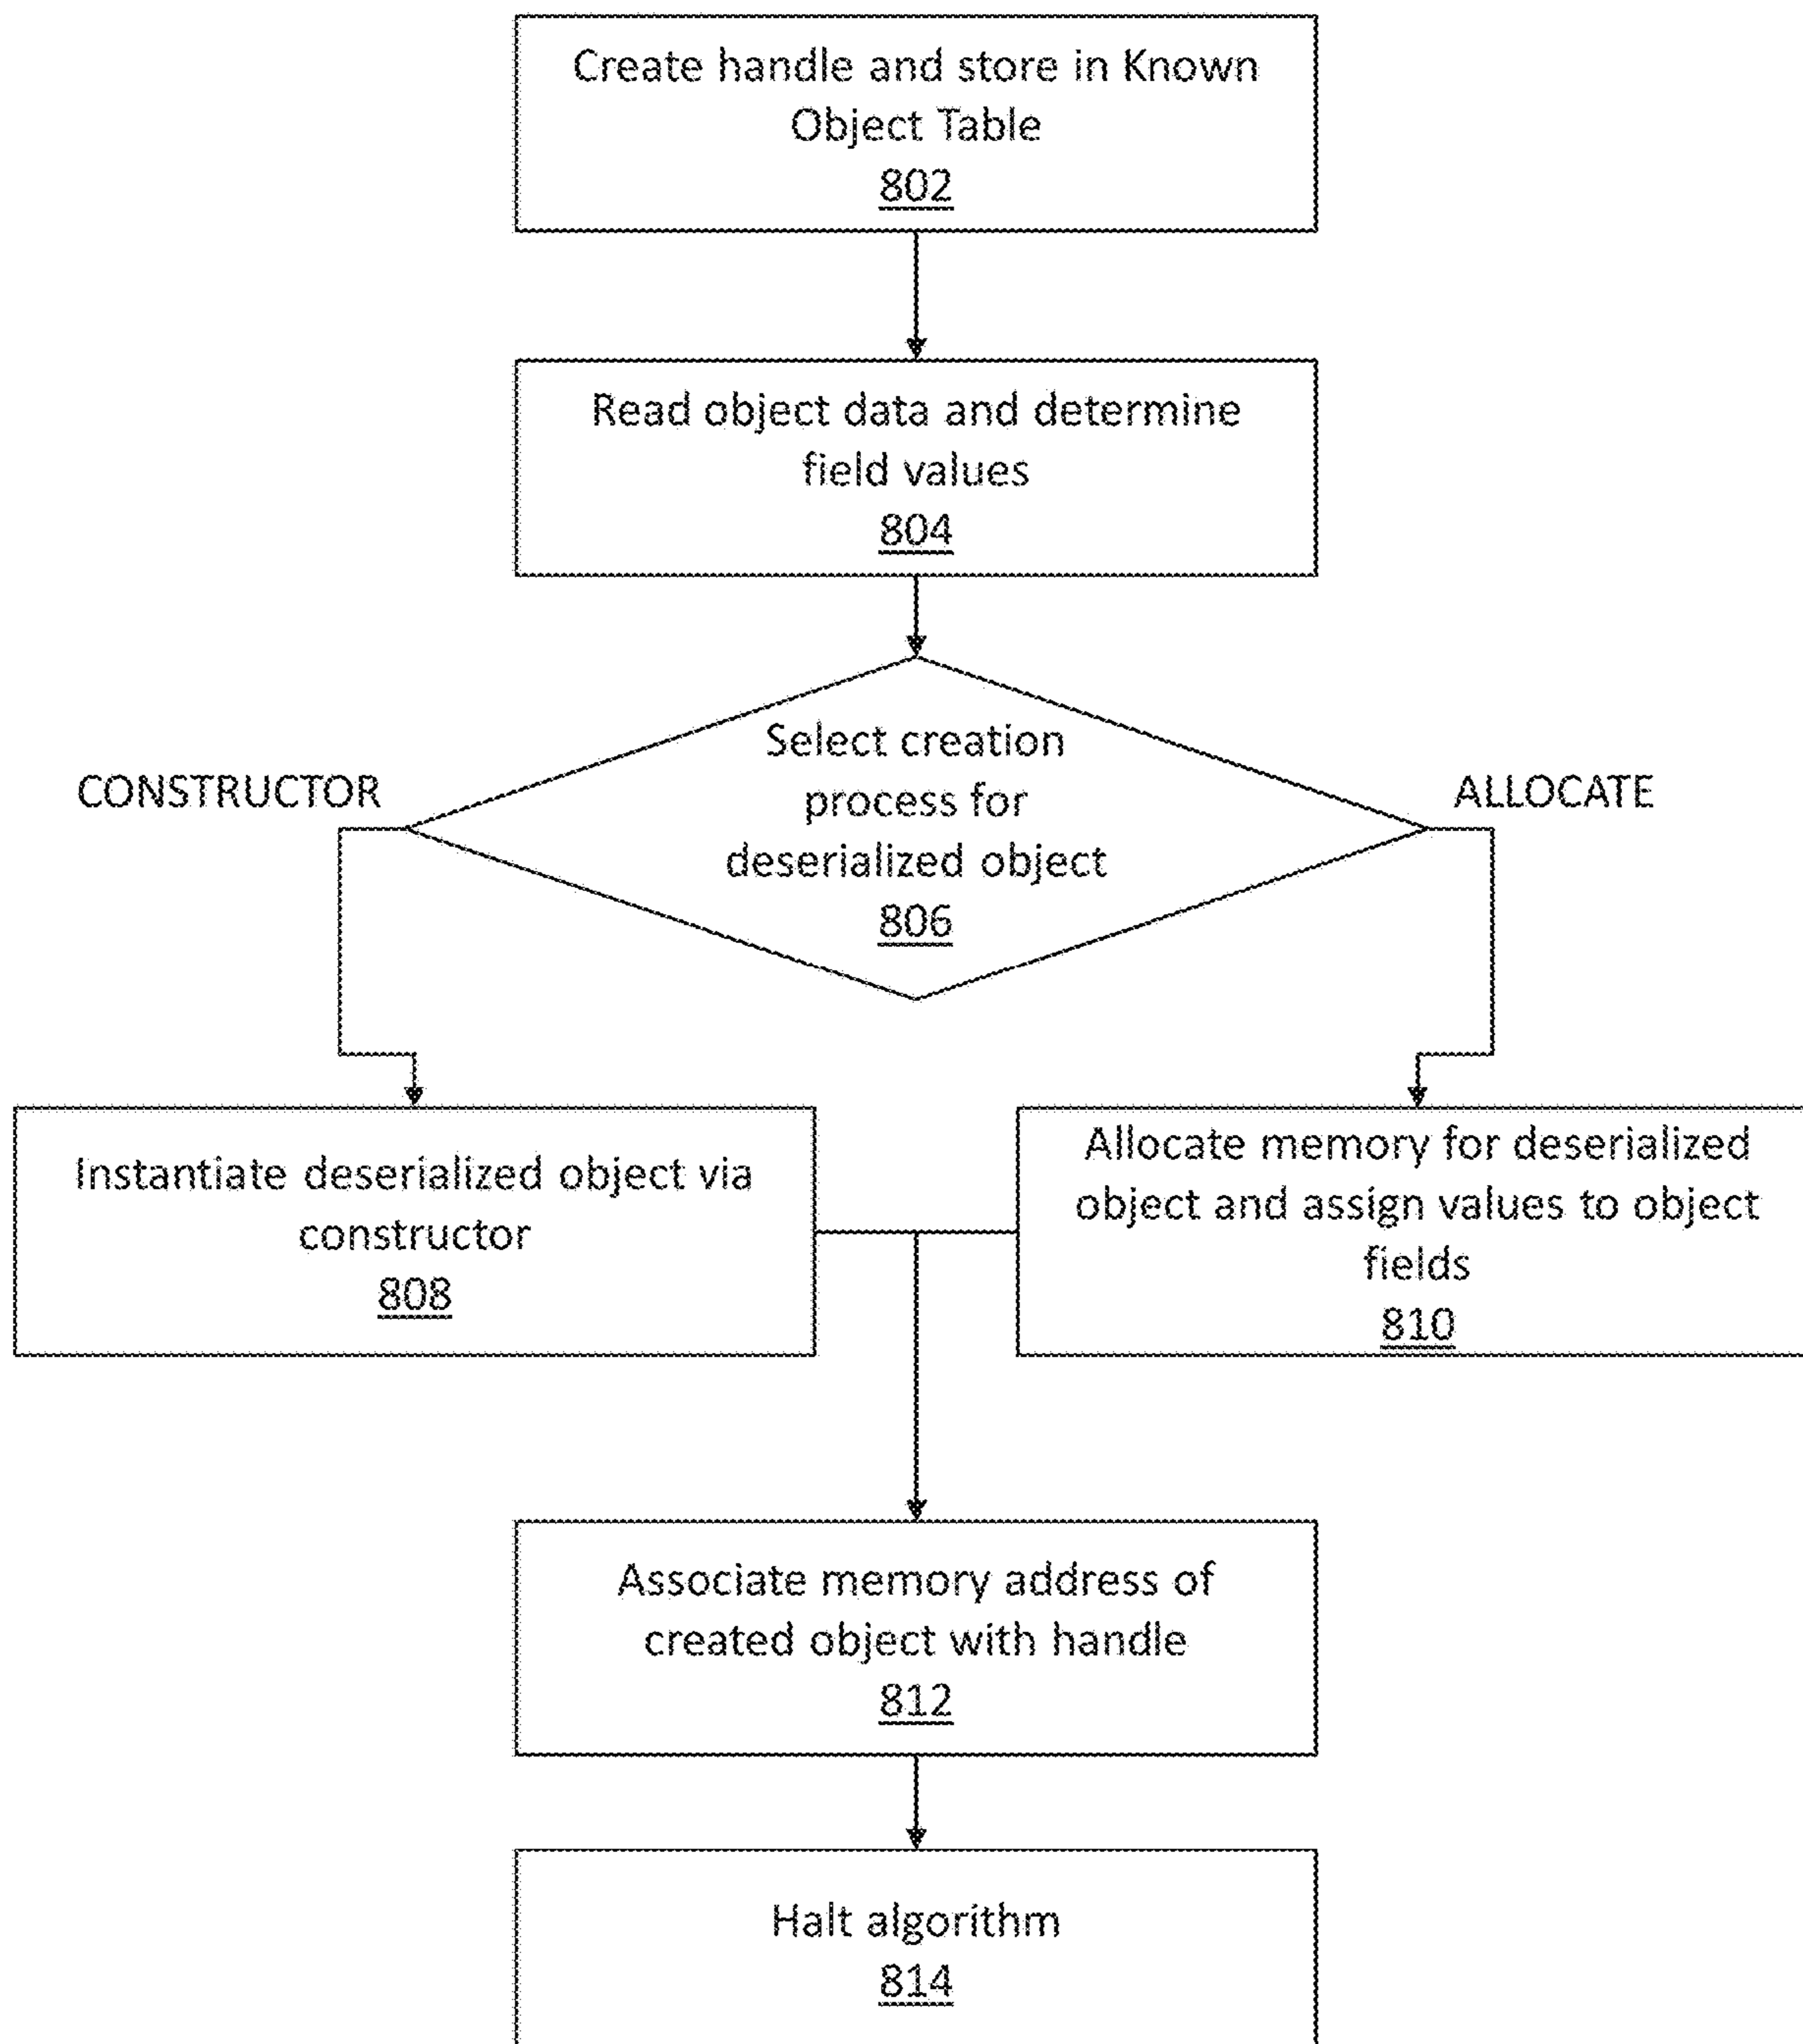 Create handle and store in Known
Object Table
802
Read object data and determine
field values
804
Select creation
process for
deserialized object
806
CONSTRUCTOR
ALLOCATE
Instantiate deserialized object via
constructor
808
Allocate memory for deserialized
object and assign values to object
fields
810
Associate memory address of
created object with handle
812
Halt algorithm
814